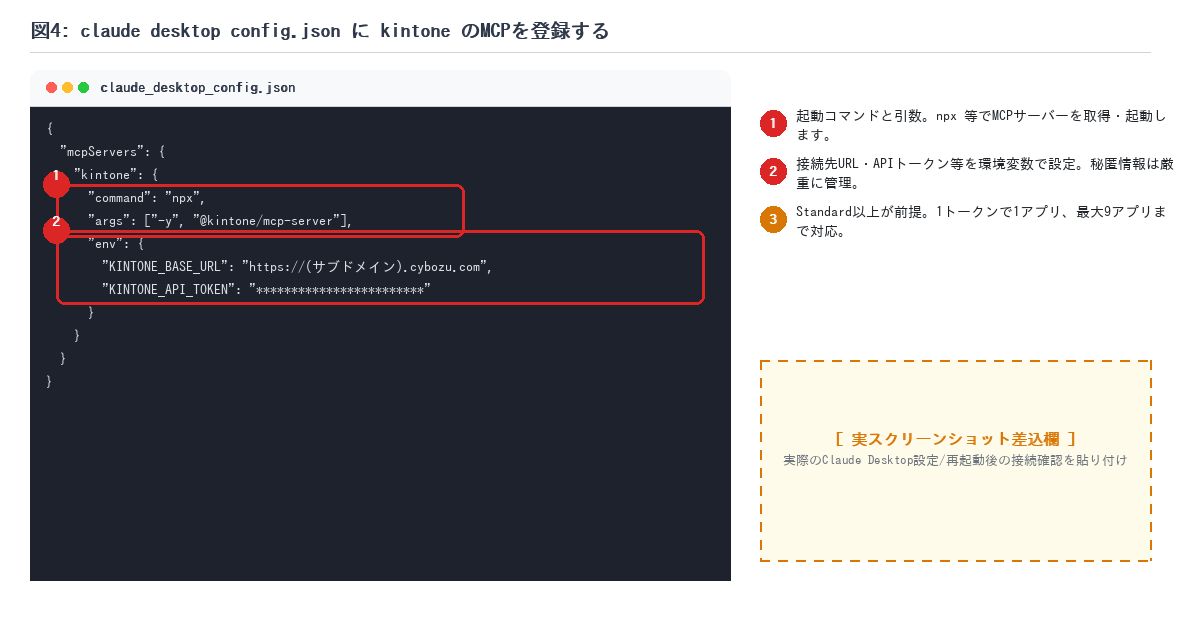 図4: claude desktop config.json に kintone のMCPを登録する
claude_desktop_config.json
{
"mcpServers": {
"kintone": {
"command": "npx",
"args": ["-y", "@kintone/mcp-server"],
"env": {
"KINTONE_BASE_URL": "https://(サブドメイン).cybozu.com",
"KINTONE_API_TOKEN": "************************"
}
}
}
}
1
2
1 起動コマンドと引数。npx 等でMCPサーバーを取得・起動し
ます。
2 接続先URL・APIトークン等を環境変数で設定。秘匿情報は厳
重に管理。
3 Standard以上が前提。1トークンで1アプリ、最大9アプリま
で対応。
[ 実スクリーンショット差込欄 ]
実際のClaude Desktop設定/再起動後の接続確認を貼り付け